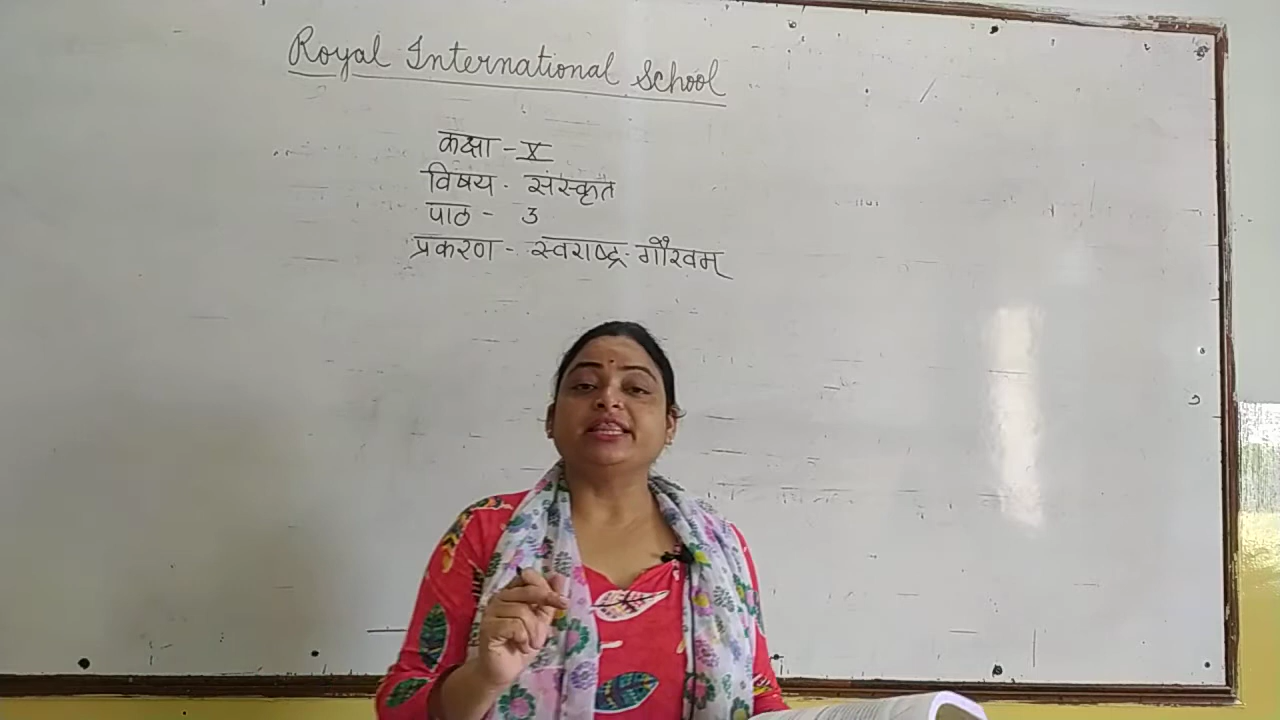 Royal International School
कक्षा - X
विषय - संस्कृत
पाठ - 3
प्रकरण - स्वराष्ट्र-गौरवम्